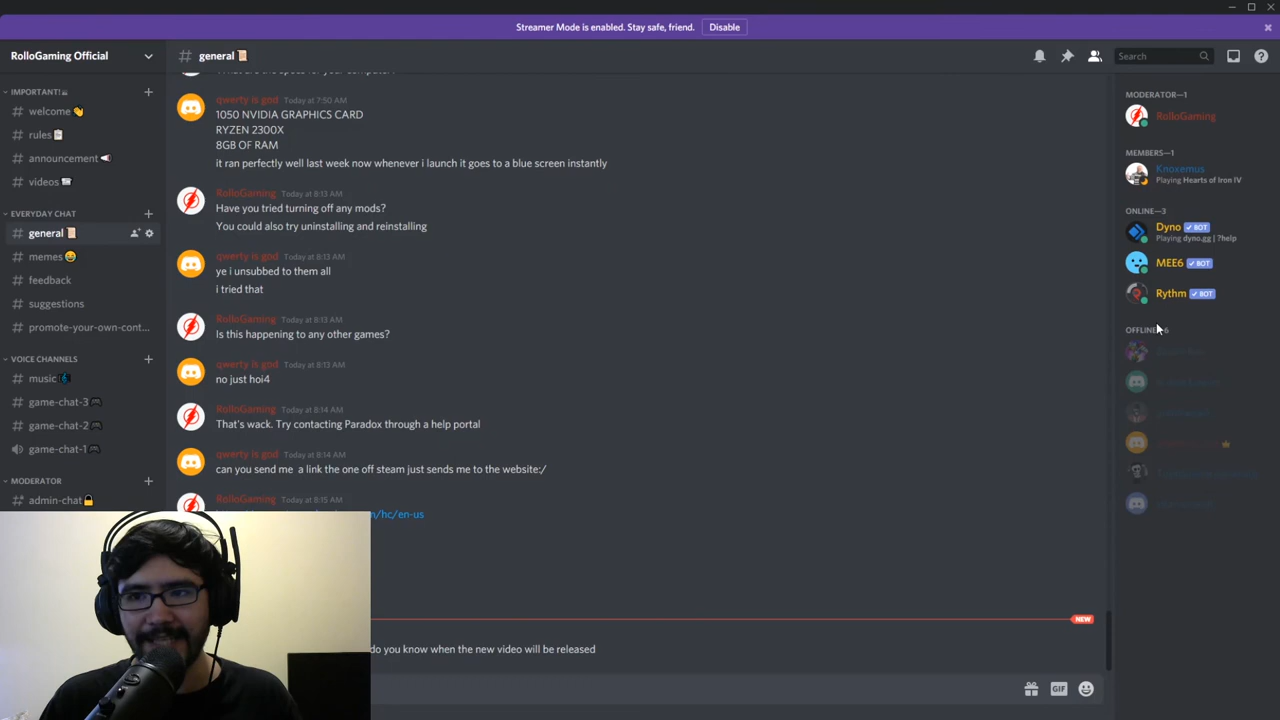 Streamer Mode is enabled. Stay safe, friend. Disable
RolloGaming Official
# general
Search
IMPORTANT!
# welcome
# rules
# announcement
# videos
EVERYDAY CHAT
# general
# memes
# feedback
# suggestions
# promote-your-own-cont...
VOICE CHANNELS
# music
# game-chat-3
# game-chat-2
game-chat-1
MODERATOR
# admin-chat
qwerty is god Today at 7:50 AM
1050 NVIDIA GRAPHICS CARD
RYZEN 2300X
8GB OF RAM
it ran perfectly well last week now whenever i launch it goes to a blue screen instantly
RolloGaming Today at 8:13 AM
Have you tried turning off any mods?
You could also try uninstalling and reinstalling
qwerty is god Today at 8:13 AM
ye i unsubbed to them all
i tried that
RolloGaming Today at 8:13 AM
Is this happening to any other games?
qwerty is god Today at 8:13 AM
no just hoi4
RolloGaming Today at 8:14 AM
That's wack. Try contacting Paradox through a help portal
qwerty is god Today at 8:14 AM
can you send me a link the one off steam just sends me to the website;/
RolloGaming Today at 8:15 AM
/hc/en-us
NEW
do you know when the new video will be released
GIF
MODERATOR—1
RolloGaming
MEMBERS—1
Knoxemus
Playing Hearts of Iron IV
ONLINE—3
Dyno BOT
Playing dyno.gg | ?help
MEE6 BOT
Rythm BOT
OFFLINE—6